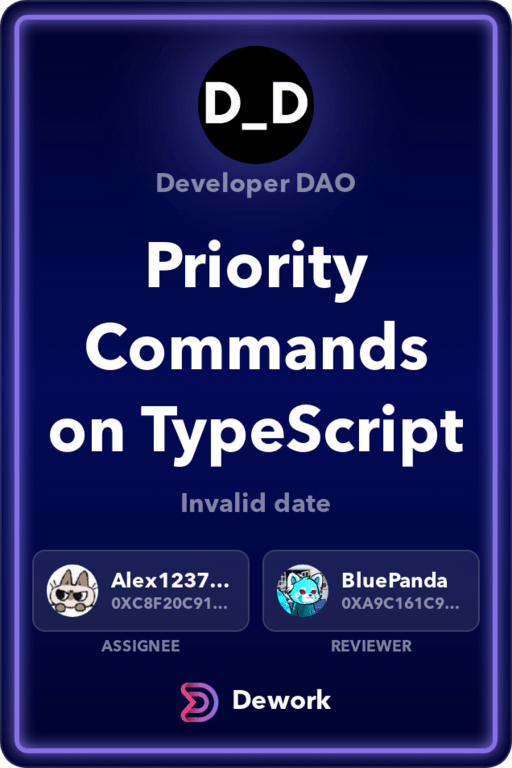 D_D
Developer DAO
Priority
Commands
on TypeScript
Invalid date
Alex1237...
0XC8F20C91...
BluePanda
0XA9C161C9...
ASSIGNEE
REVIEWER
Dework